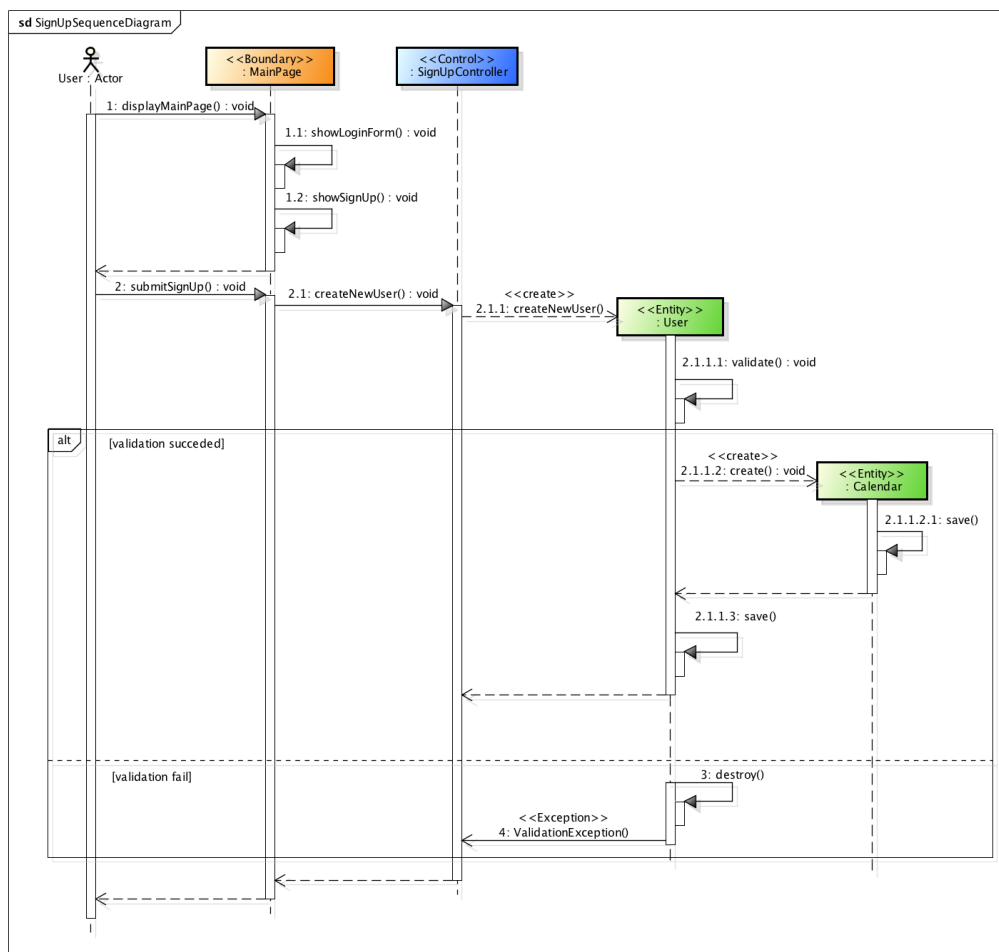 sd SignUpSequenceDiagram
User : Actor
<<Boundary>>
: MainPage
<<Control>>
: SignUpController
1: displayMainPage() : void
1.1: showLoginForm() : void
1.2: showSignUp() : void
2: submitSignUp() : void
2.1: createNewUser() : void
<<create>>
2.1.1: createNewUser()
<<Entity>>
: User
2.1.1.1: validate() : void
alt
[validation succeded]
<<create>>
2.1.1.2: create() : void
<<Entity>>
: Calendar
2.1.1.2.1: save()
2.1.1.3: save()
[validation fail]
3: destroy()
<<Exception>>
4: ValidationException()